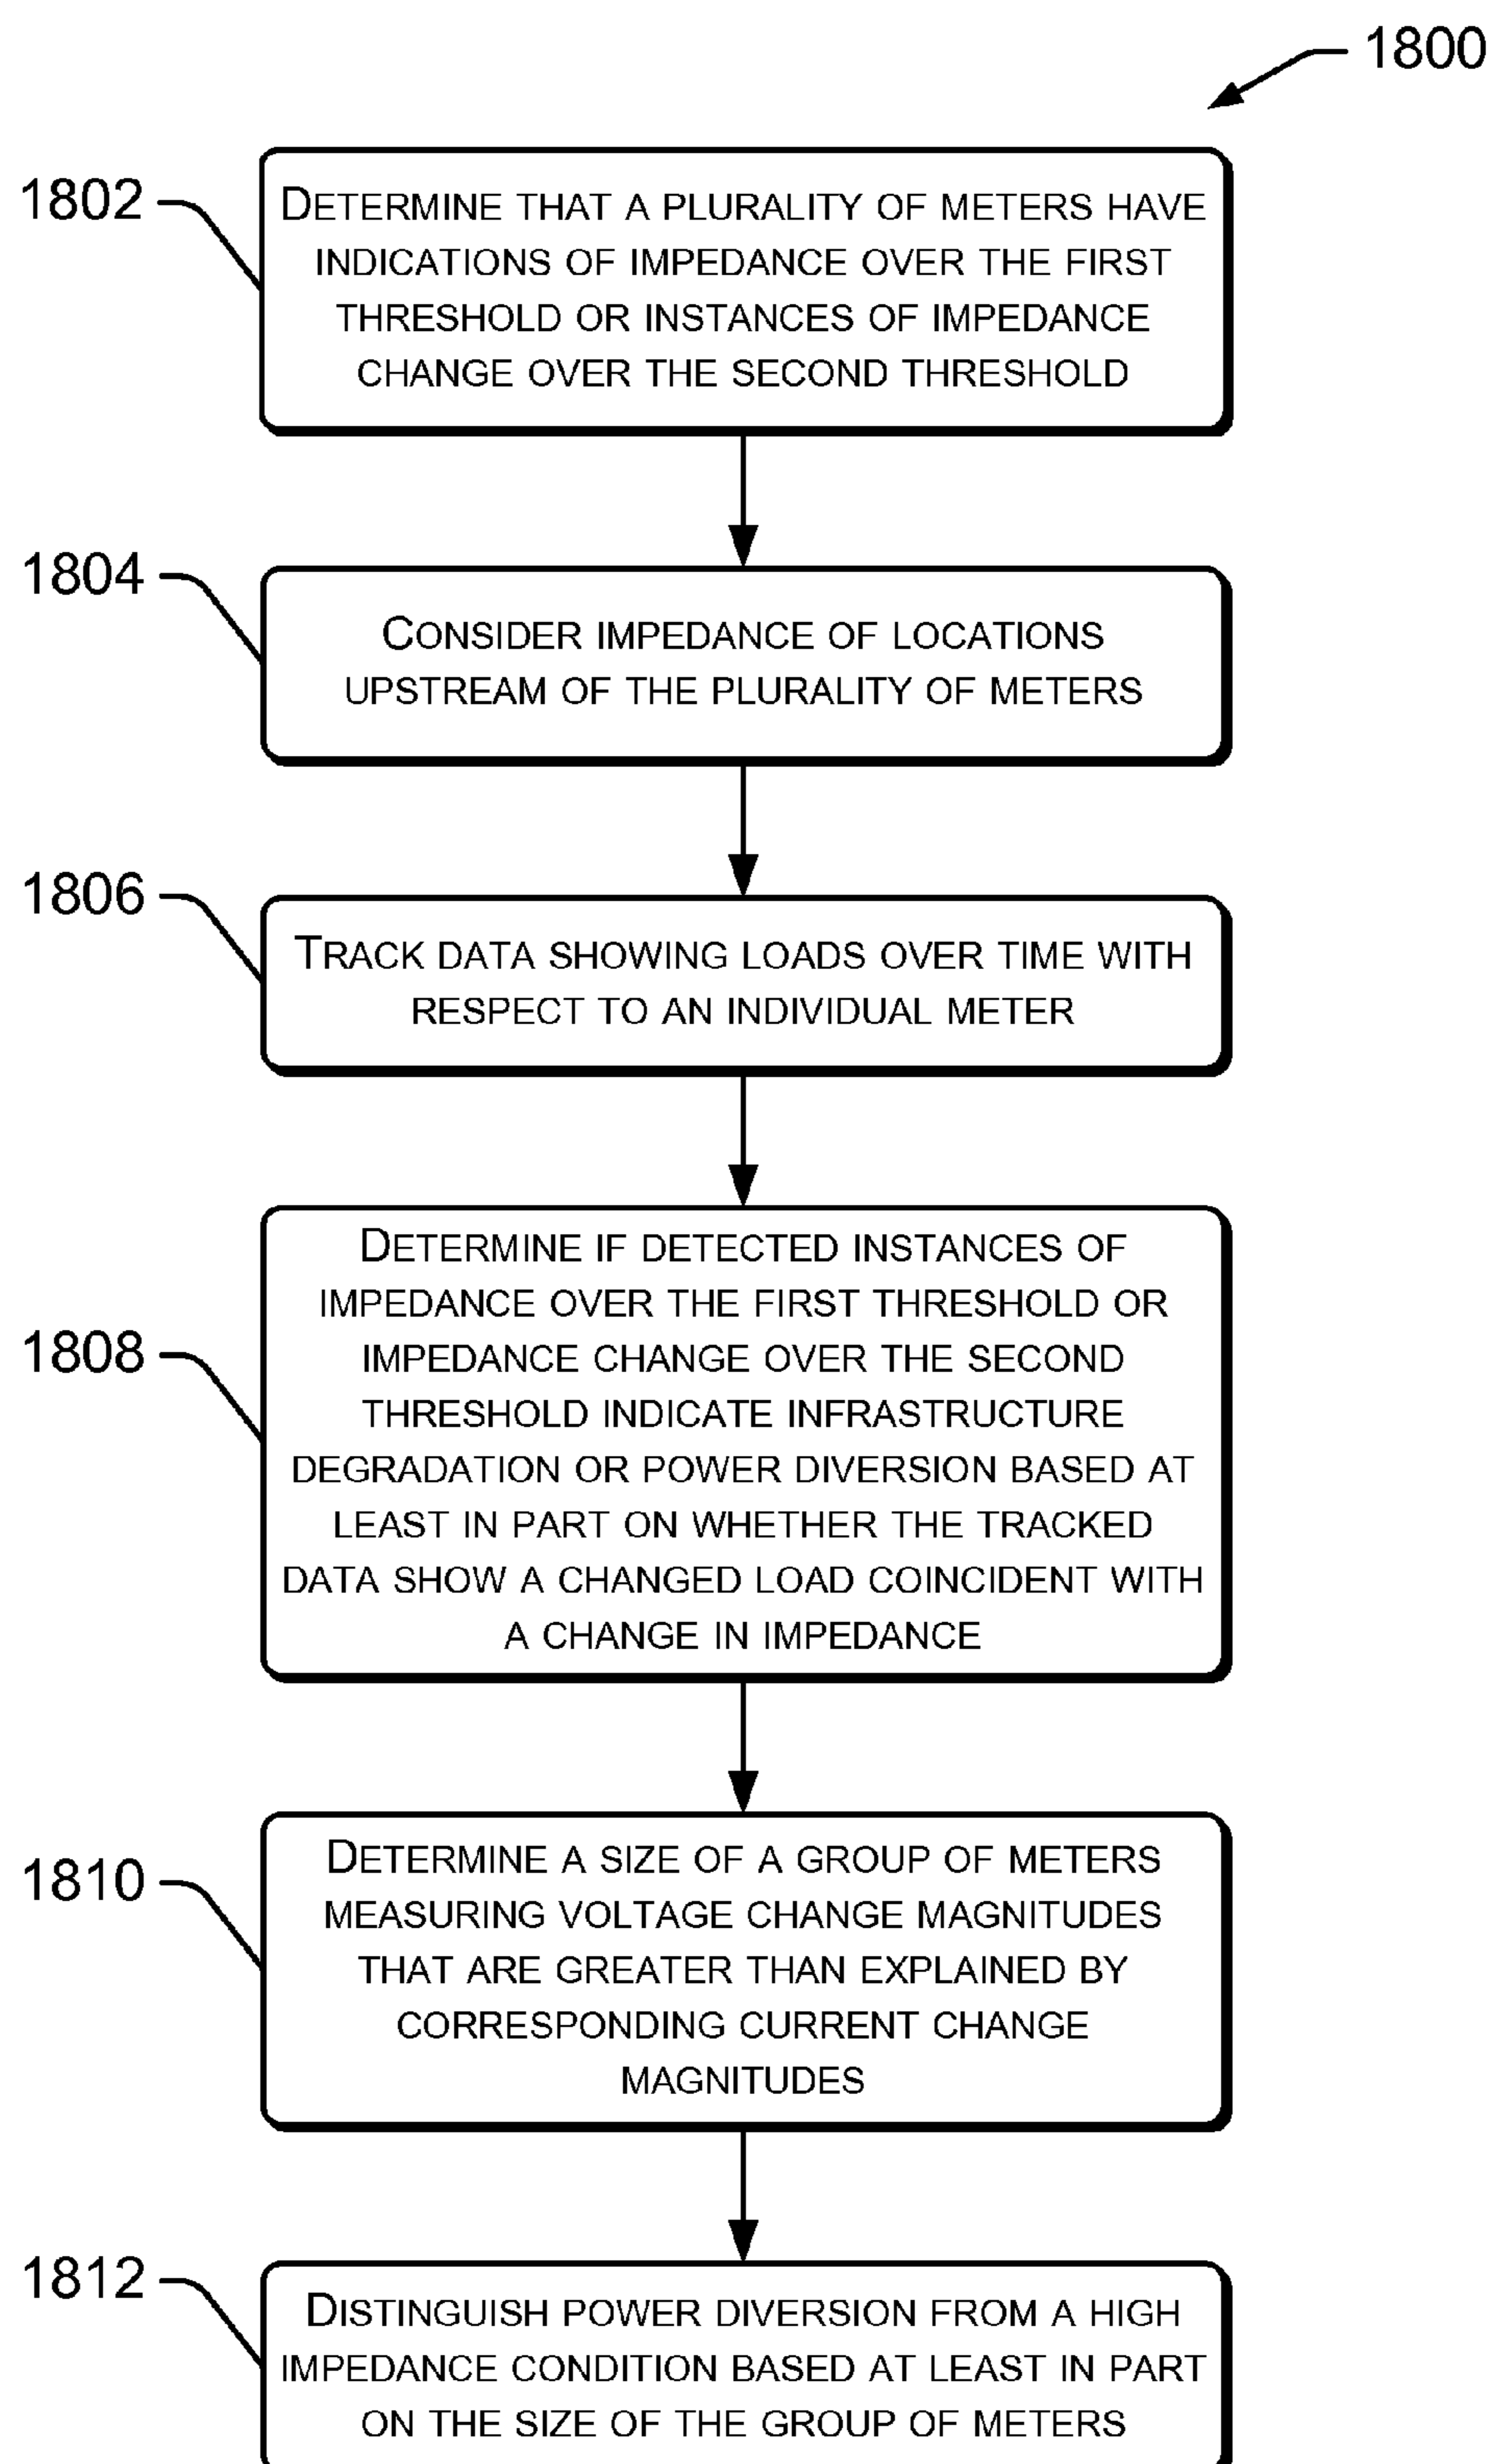 1800
1802
DETERMINE THAT A PLURALITY OF METERS HAVE
INDICATIONS OF IMPEDANCE OVER THE FIRST
THRESHOLD OR INSTANCES OF IMPEDANCE
CHANGE OVER THE SECOND THRESHOLD
1804
CONSIDER IMPEDANCE OF LOCATIONS
UPSTREAM OF THE PLURALITY OF METERS
1806
TRACK DATA SHOWING LOADS OVER TIME WITH
RESPECT TO AN INDIVIDUAL METER
1808
DETERMINE IF DETECTED INSTANCES OF
IMPEDANCE OVER THE FIRST THRESHOLD OR
IMPEDANCE CHANGE OVER THE SECOND
THRESHOLD INDICATE INFRASTRUCTURE
DEGRADATION OR POWER DIVERSION BASED AT
LEAST IN PART ON WHETHER THE TRACKED
DATA SHOW A CHANGED LOAD COINCIDENT WITH
A CHANGE IN IMPEDANCE
1810
DETERMINE A SIZE OF A GROUP OF METERS
MEASURING VOLTAGE CHANGE MAGNITUDES
THAT ARE GREATER THAN EXPLAINED BY
CORRESPONDING CURRENT CHANGE
MAGNITUDES
1812
DISTINGUISH POWER DIVERSION FROM A HIGH
IMPEDANCE CONDITION BASED AT LEAST IN PART
ON THE SIZE OF THE GROUP OF METERS